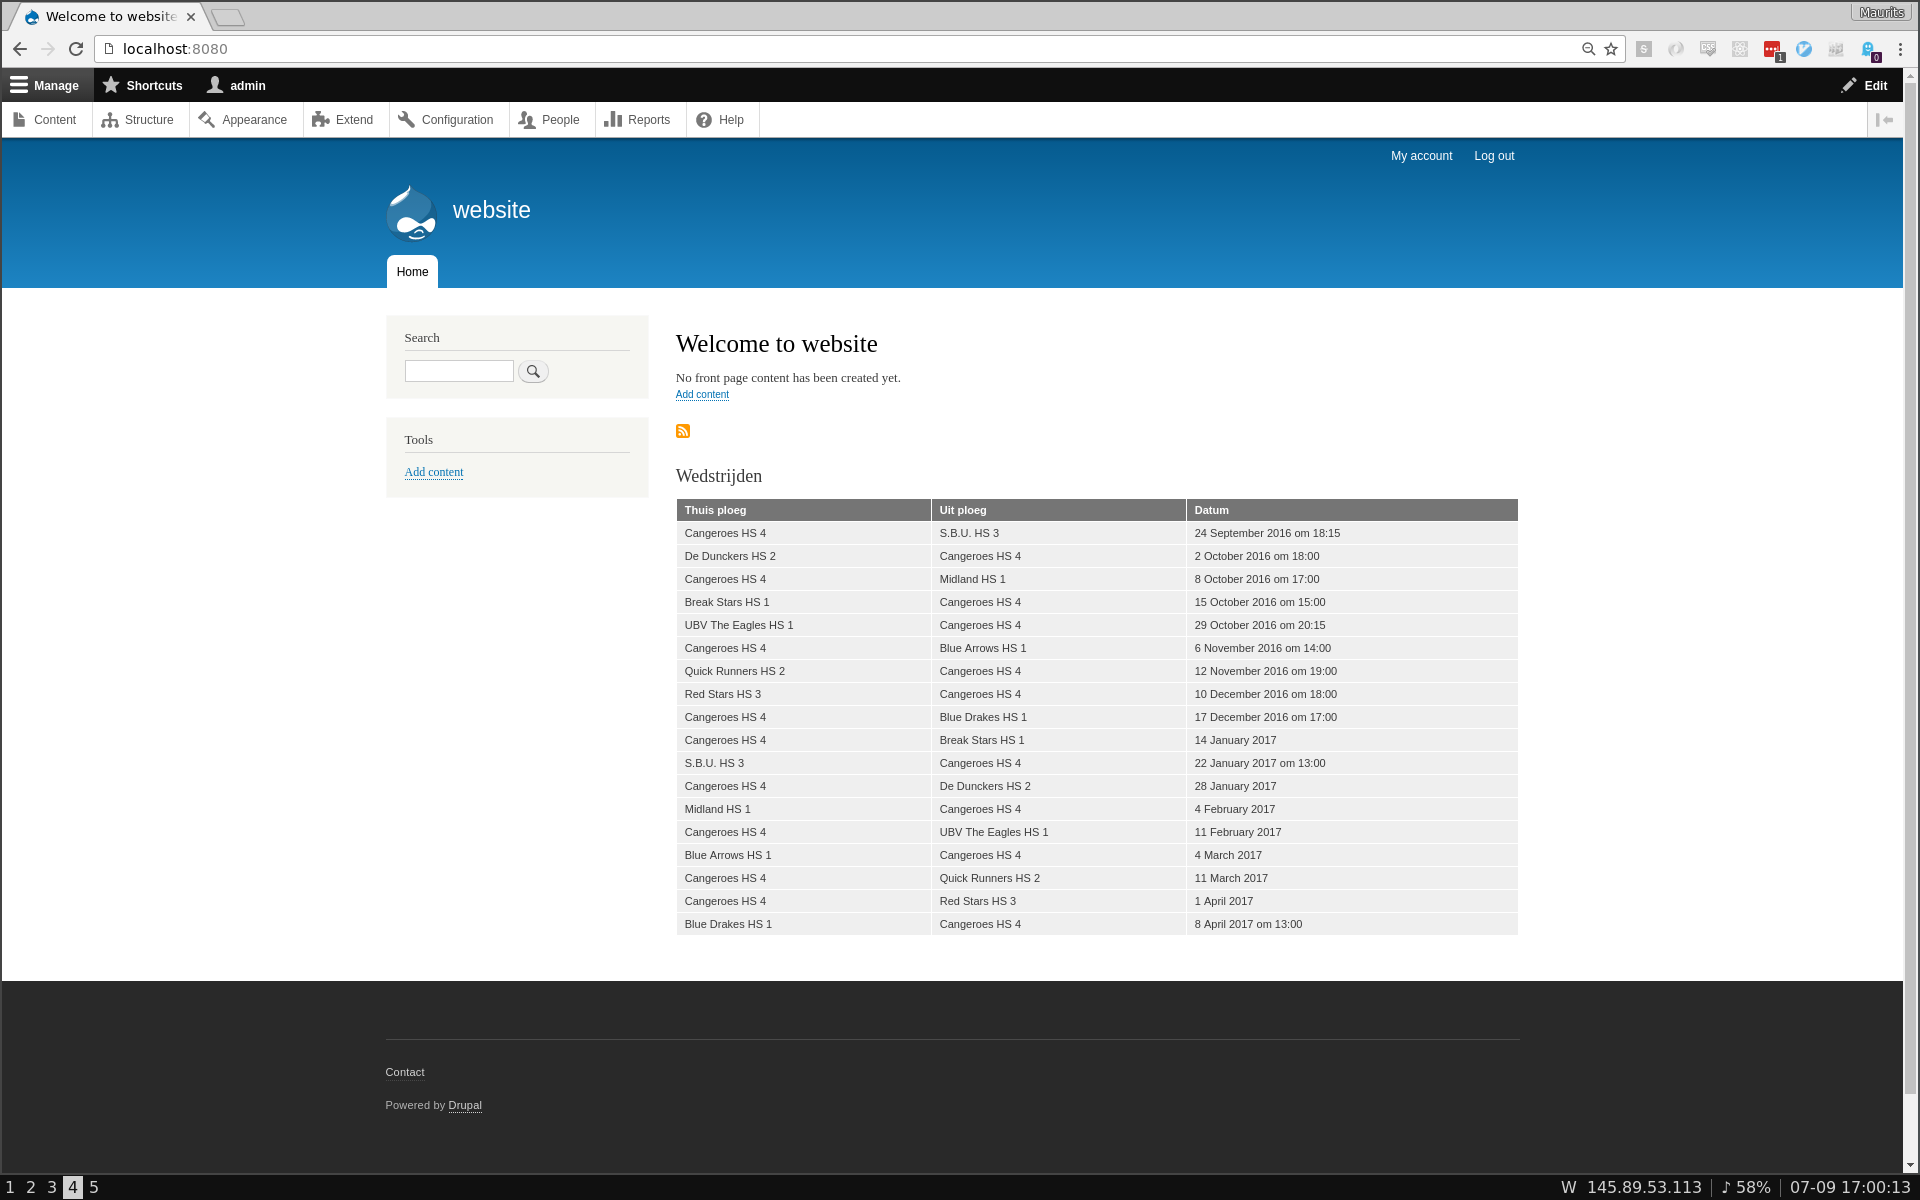 Welcome to website
Maurits
localhost:8080
S
CSS
1
0
Manage
Shortcuts
admin
Edit
Content
Structure
Appearance
Extend
Configuration
People
Reports
Help
My account
Log out
website
Home
Search
Tools
Add content
Welcome to website
No front page content has been created yet.
Add content
Wedstrijden
Thuis ploeg Uit ploeg Datum
Cangeroes HS 4 S.B.U. HS 3 24 September 2016 om 18:15
De Dunckers HS 2 Cangeroes HS 4 2 October 2016 om 18:00
Cangeroes HS 4 Midland HS 1 8 October 2016 om 17:00
Break Stars HS 1 Cangeroes HS 4 15 October 2016 om 15:00
UBV The Eagles HS 1 Cangeroes HS 4 29 October 2016 om 20:15
Cangeroes HS 4 Blue Arrows HS 1 6 November 2016 om 14:00
Quick Runners HS 2 Cangeroes HS 4 12 November 2016 om 19:00
Red Stars HS 3 Cangeroes HS 4 10 December 2016 om 18:00
Cangeroes HS 4 Blue Drakes HS 1 17 December 2016 om 17:00
Cangeroes HS 4 Break Stars HS 1 14 January 2017
S.B.U. HS 3 Cangeroes HS 4 22 January 2017 om 13:00
Cangeroes HS 4 De Dunckers HS 2 28 January 2017
Midland HS 1 Cangeroes HS 4 4 February 2017
Cangeroes HS 4 UBV The Eagles HS 1 11 February 2017
Blue Arrows HS 1 Cangeroes HS 4 4 March 2017
Cangeroes HS 4 Quick Runners HS 2 11 March 2017
Cangeroes HS 4 Red Stars HS 3 1 April 2017
Blue Drakes HS 1 Cangeroes HS 4 8 April 2017 om 13:00
Contact
Powered by Drupal
1 2 3 4 5
W 145.89.53.113 ♪ 58% 07-09 17:00:13